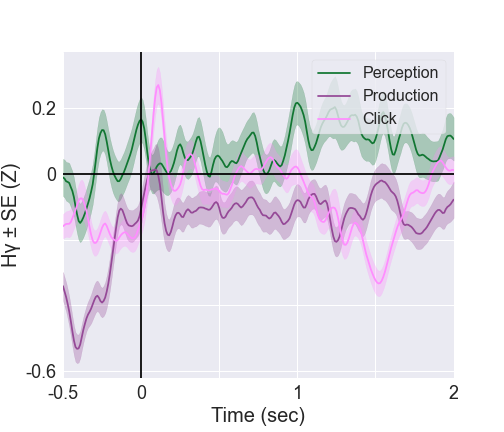 Perception
Production
Click
Hγ ± SE (Z)
0.2
0
-0.6
-0.5 0 1 2
Time (sec)